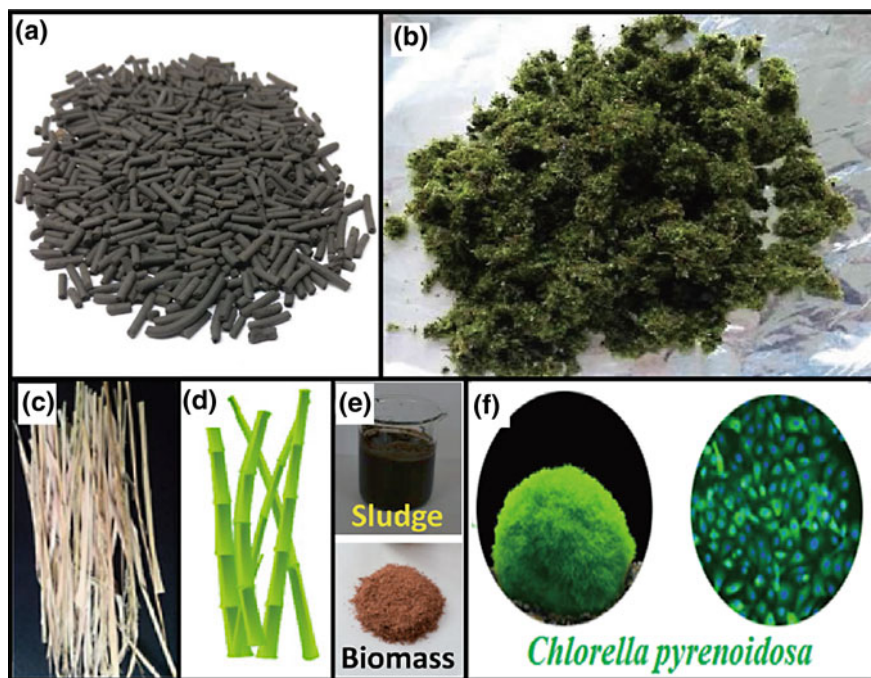 (a)
(b)
(c)
(d)
(e)
Sludge
Biomass
(f)
Chlorella pyrenoidosa